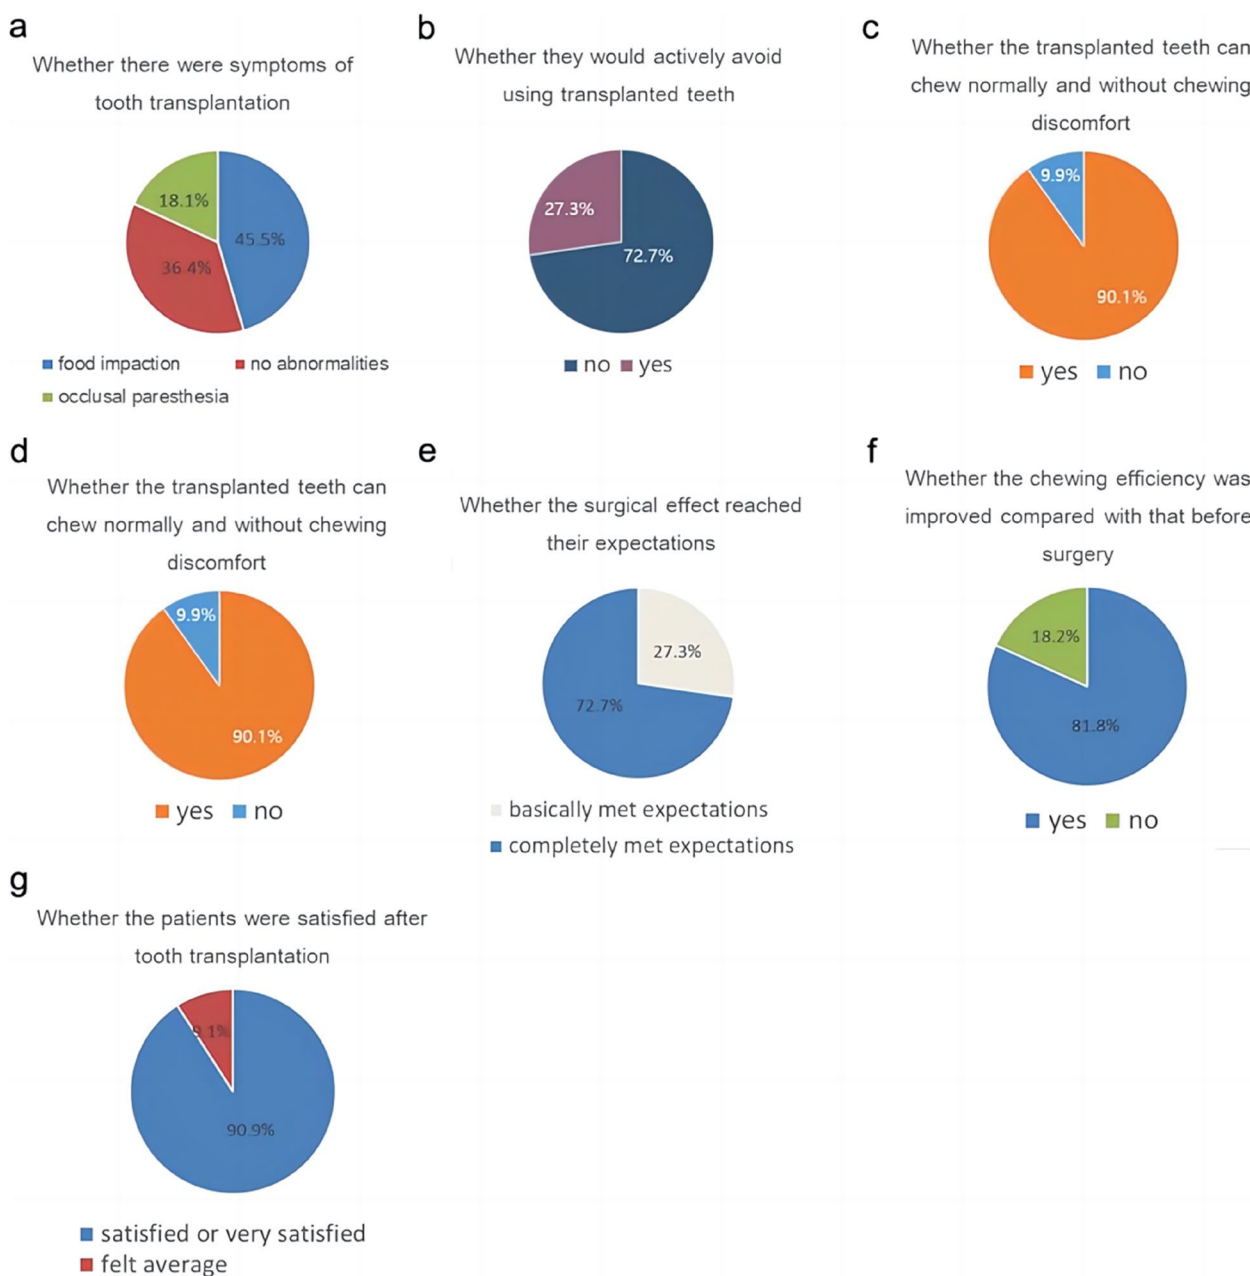 a
Whether there were symptoms of
tooth transplantation
18.1%
45.5%
36.4%
food impaction
no abnormalities
occlusal paresthesia
b
Whether they would actively avoid
using transplanted teeth
27.3%
72.7%
no yes
c
Whether the transplanted teeth can
chew normally and without chewing
discomfort
9.9%
90.1%
yes no
d
Whether the transplanted teeth can
chew normally and without chewing
discomfort
9.9%
90.1%
yes no
e
Whether the surgical effect reached
their expectations
27.3%
72.7%
basically met expectations
completely met expectations
f
Whether the chewing efficiency was
improved compared with that before
surgery
18.2%
81.8%
yes no
g
Whether the patients were satisfied after
tooth transplantation
9.1%
90.9%
satisfied or very satisfied
felt average